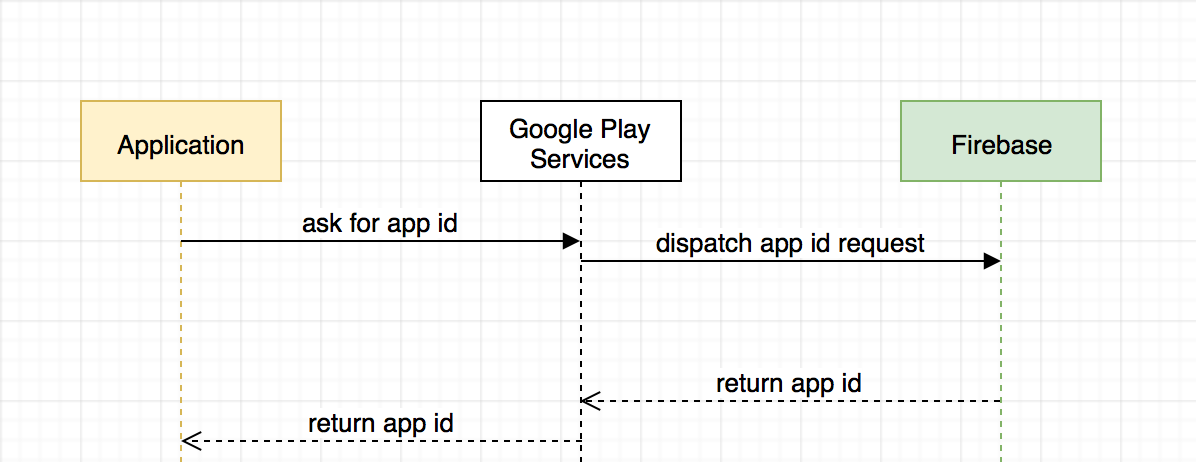 Application
Google Play
Services
Firebase
ask for app id
dispatch app id request
return app id
return app id